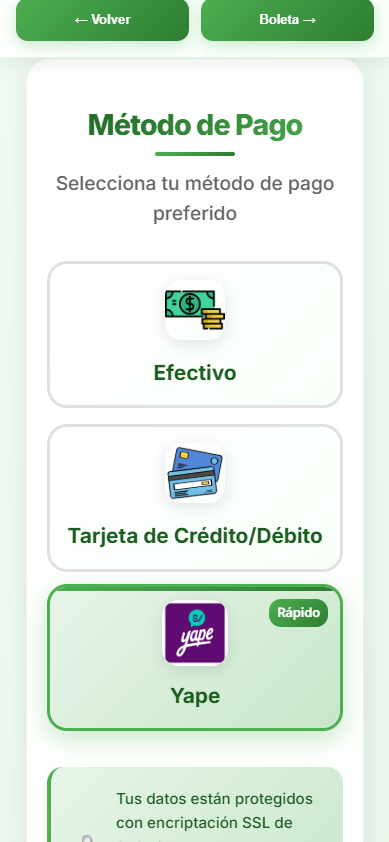 ← Volver
Boleta →
Método de Pago
Selecciona tu método de pago
preferido
Efectivo
Tarjeta de Crédito/Débito
S/
yape
Rápido
Yape
Tus datos están protegidos
con encriptación SSL de